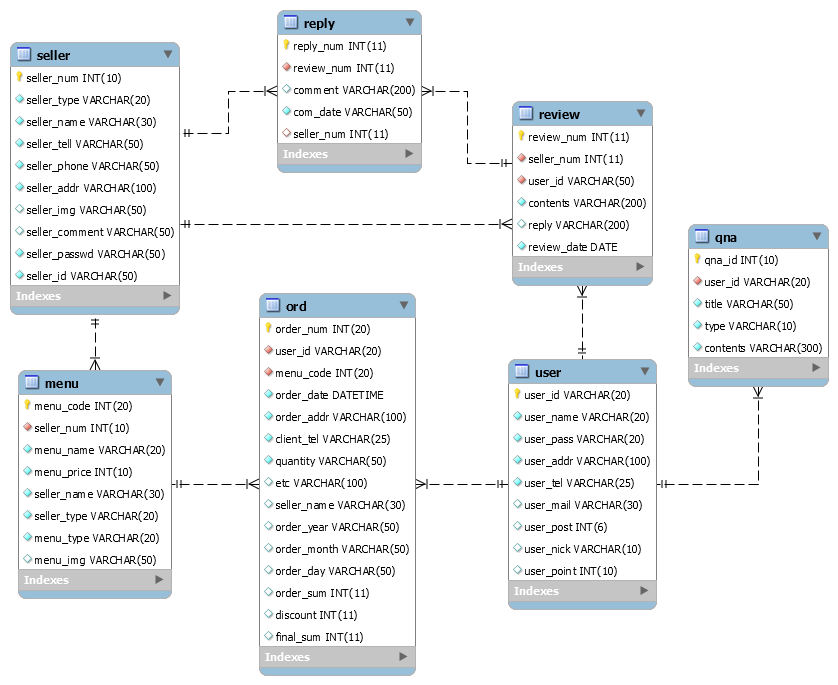 seller
seller_num INT(10)
seller_type VARCHAR(20)
seller_name VARCHAR(30)
seller_tell VARCHAR(50)
seller_phone VARCHAR(50)
seller_addr VARCHAR(100)
seller_img VARCHAR(50)
seller_comment VARCHAR(50)
seller_passwd VARCHAR(50)
seller_id VARCHAR(50)
Indexes
reply
reply_num INT(11)
review_num INT(11)
comment VARCHAR(200)
com_date VARCHAR(50)
seller_num INT(11)
Indexes
review
review_num INT(11)
seller_num INT(11)
user_id VARCHAR(50)
contents VARCHAR(200)
reply VARCHAR(200)
review_date DATE
Indexes
qna
qna_id INT(10)
user_id VARCHAR(20)
title VARCHAR(50)
type VARCHAR(10)
contents VARCHAR(300)
Indexes
menu
menu_code INT(20)
seller_num INT(10)
menu_name VARCHAR(20)
menu_price INT(10)
seller_name VARCHAR(30)
seller_type VARCHAR(20)
menu_type VARCHAR(20)
menu_img VARCHAR(50)
Indexes
ord
order_num INT(20)
user_id VARCHAR(20)
menu_code INT(20)
order_date DATETIME
order_addr VARCHAR(100)
client_tel VARCHAR(25)
quantity VARCHAR(50)
etc VARCHAR(100)
seller_name VARCHAR(30)
order_year VARCHAR(50)
order_month VARCHAR(50)
order_day VARCHAR(50)
order_sum INT(11)
discount INT(11)
final_sum INT(11)
Indexes
user
user_id VARCHAR(20)
user_name VARCHAR(20)
user_pass VARCHAR(20)
user_addr VARCHAR(100)
user_tel VARCHAR(25)
user_mail VARCHAR(30)
user_post INT(6)
user_nick VARCHAR(10)
user_point INT(10)
Indexes